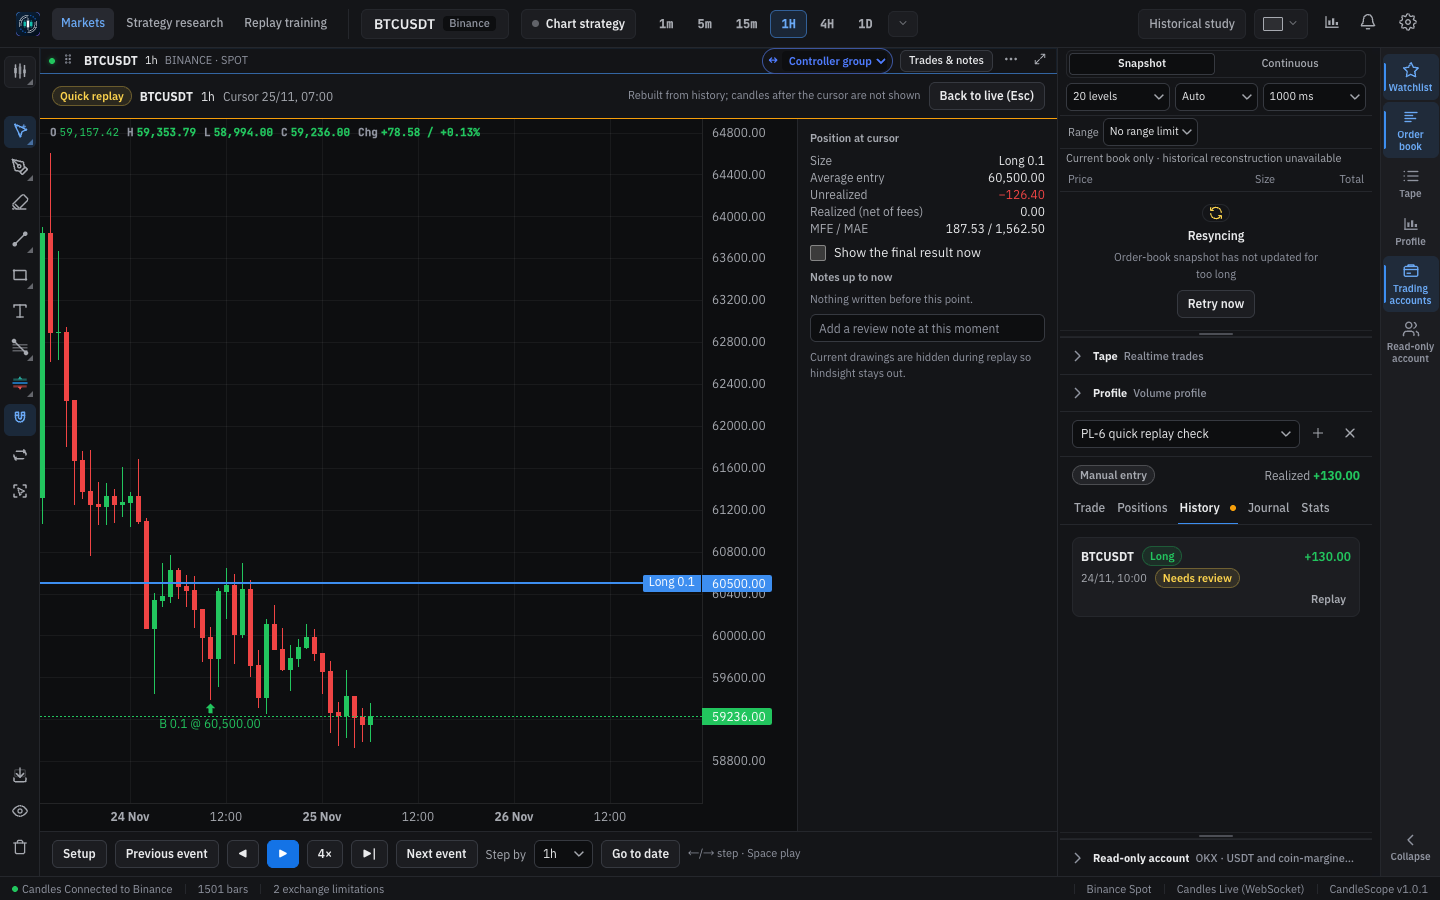 Markets
Strategy research
Replay training
BTCUSDT Binance
Chart strategy
1m 5m 15m 1H 4H 1D
Historical study
BTCUSDT 1h BINANCE · SPOT
Controller group
Trades & notes
Quick replay BTCUSDT 1h Cursor 25/11, 07:00
Rebuilt from history; candles after the cursor are not shown
Back to live (Esc)
O 59,157.42 H 59,353.79 L 58,994.00 C 59,236.00 Chg +78.58 / +0.13%
64800.00
64400.00
64000.00
63600.00
63200.00
62800.00
62400.00
62000.00
61600.00
61200.00
60800.00
Long 0.1 60500.00
60400.00
60000.00
59600.00
59236.00
58800.00
B 0.1 @ 60,500.00
24 Nov 12:00 25 Nov 12:00 26 Nov 12:00
Position at cursor
Size Long 0.1
Average entry 60,500.00
Unrealized −126.40
Realized (net of fees) 0.00
MFE / MAE 187.53 / 1,562.50
Show the final result now
Notes up to now
Nothing written before this point.
Add a review note at this moment
Current drawings are hidden during replay so
hindsight stays out.
Setup
Previous event
4×
Next event
Step by 1h
Go to date
←/→ step · Space play
Snapshot Continuous
20 levels Auto 1000 ms
Range No range limit
Current book only · historical reconstruction unavailable
Price Size Total
Resyncing
Order-book snapshot has not updated for
too long
Retry now
Tape Realtime trades
Profile Volume profile
PL-6 quick replay check
Manual entry Realized +130.00
Trade Positions History Journal Stats
BTCUSDT Long +130.00
24/11, 10:00 Needs review
Replay
Read-only account OKX · USDT and coin-margine...
Watchlist
Order
book
Tape
Profile
Trading
accounts
Read-only
account
Collapse
Candles Connected to Binance 1501 bars 2 exchange limitations
Binance Spot Candles Live (WebSocket) CandleScope v1.0.1